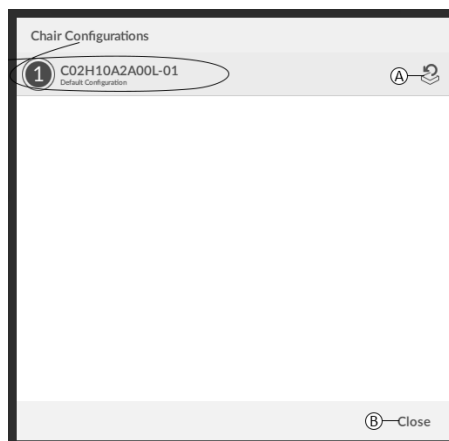 Chair Configurations
1 C02H10A2A00L-01
Default Configuration
A
B Close